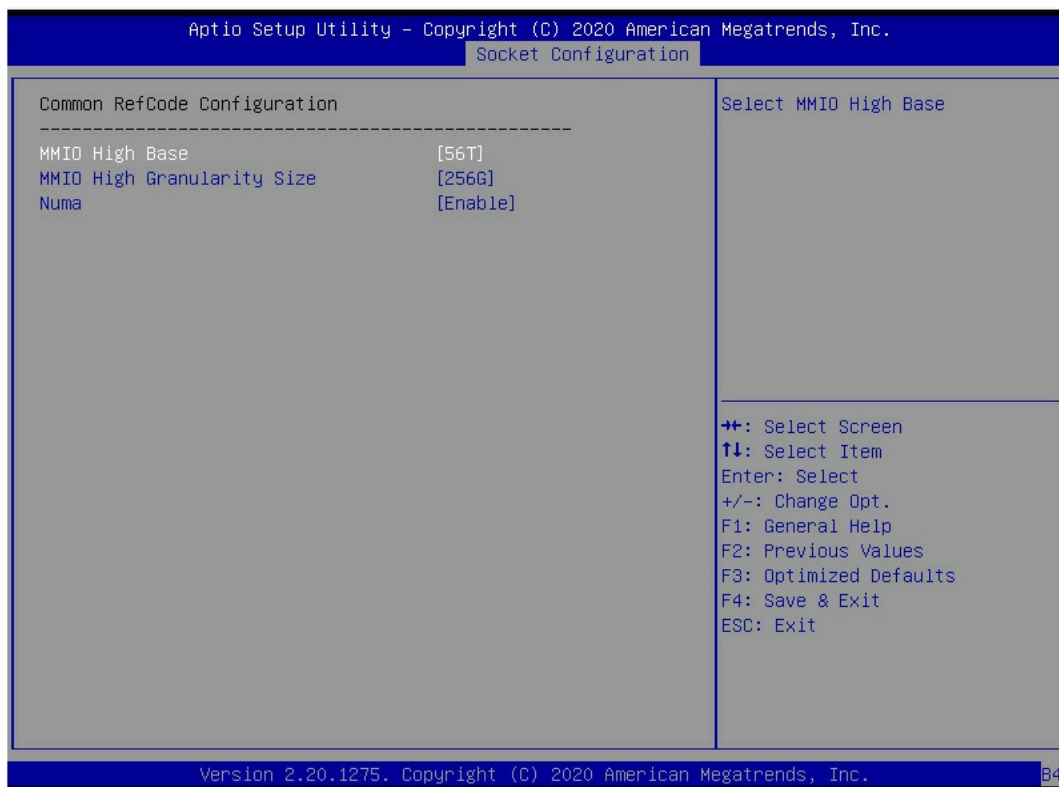 Aptio Setup Utility – Copyright (C) 2020 American Megatrends, Inc.
Socket Configuration
Common RefCode Configuration
--------------------------------------------------
MMIO High Base [56T]
MMIO High Granularity Size [256G]
Numa [Enable]
Select MMIO High Base
→←: Select Screen
↑↓: Select Item
Enter: Select
+/-: Change Opt.
F1: General Help
F2: Previous Values
F3: Optimized Defaults
F4: Save & Exit
ESC: Exit
Version 2.20.1275. Copyright (C) 2020 American Megatrends, Inc.
B4